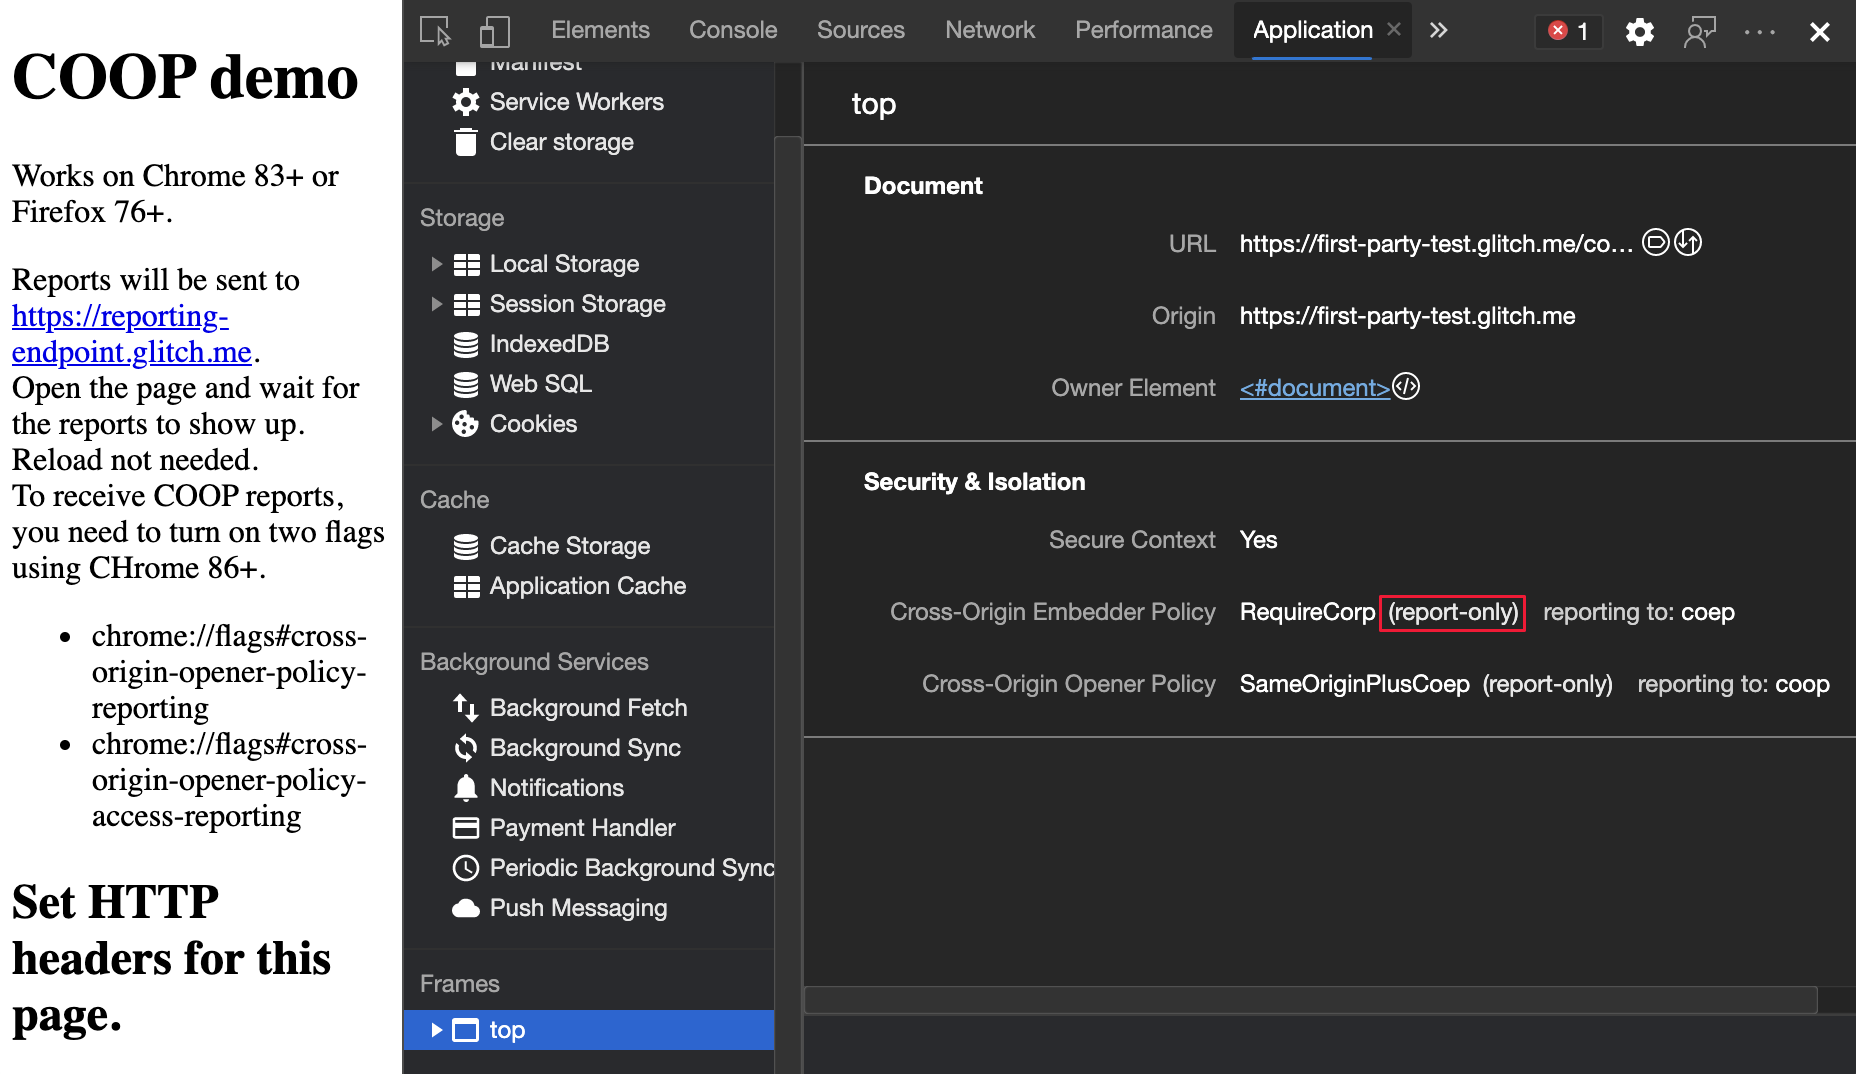 COOP demo
Works on Chrome 83+ or
Firefox 76+.
Reports will be sent to
https://reporting-
endpoint.glitch.me.
Open the page and wait for
the reports to show up.
Reload not needed.
To receive COOP reports,
you need to turn on two flags
using CHrome 86+.
• chrome://flags#cross-
origin-opener-policy-
reporting
• chrome://flags#cross-
origin-opener-policy-
access-reporting
Set HTTP
headers for this
page.
Elements Console Sources Network Performance Application 1
Manifest
Service Workers
Clear storage
Storage
Local Storage
Session Storage
IndexedDB
Web SQL
Cookies
Cache
Cache Storage
Application Cache
Background Services
Background Fetch
Background Sync
Notifications
Payment Handler
Periodic Background Sync
Push Messaging
Frames
top
top
Document
URL https://first-party-test.glitch.me/co…
Origin https://first-party-test.glitch.me
Owner Element <#document>
Security & Isolation
Secure Context Yes
Cross-Origin Embedder Policy RequireCorp (report-only) reporting to: coep
Cross-Origin Opener Policy SameOriginPlusCoep (report-only) reporting to: coop